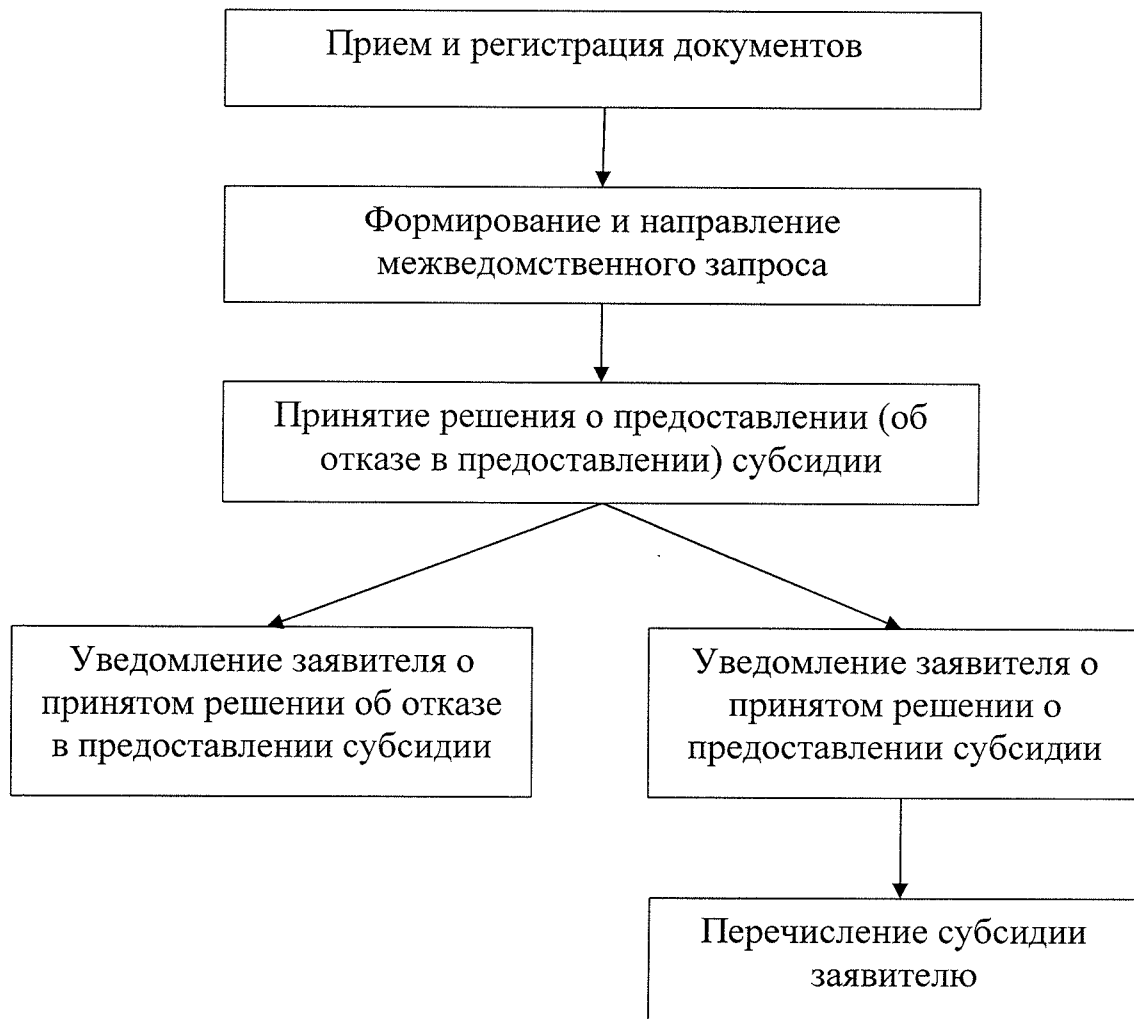 Прием и регистрация документов
Формирование и направление
межведомственного запроса
Принятие решения о предоставлении (об
отказе в предоставлении) субсидии
Уведомление заявителя о
принятом решении об отказе
в предоставлении субсидии
Уведомление заявителя о
принятом решении о
предоставлении субсидии
Перечисление субсидии
заявителю